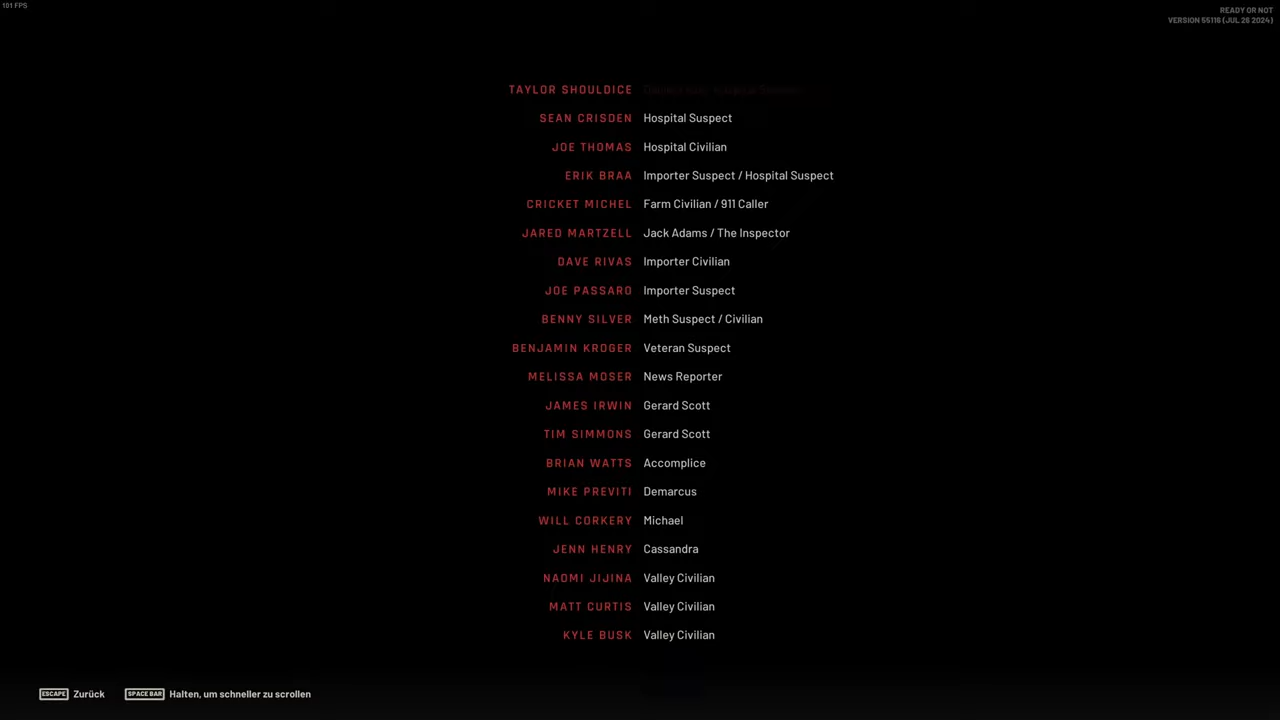 101 FPS
READY OR NOT
VERSION 55116 (JUL 26 2024)
TAYLOR SHOULDICE
SEAN CRISDEN Hospital Suspect
JOE THOMAS Hospital Civilian
ERIK BRAA Importer Suspect / Hospital Suspect
CRICKET MICHEL Farm Civilian / 911 Caller
JARED MARTZELL Jack Adams / The Inspector
DAVE RIVAS Importer Civilian
JOE PASSARO Importer Suspect
BENNY SILVER Meth Suspect / Civilian
BENJAMIN KROGER Veteran Suspect
MELISSA MOSER News Reporter
JAMES IRWIN Gerard Scott
TIM SIMMONS Gerard Scott
BRIAN WATTS Accomplice
MIKE PREVITI Demarcus
WILL CORKERY Michael
JENN HENRY Cassandra
NAOMI JIJINA Valley Civilian
MATT CURTIS Valley Civilian
KYLE BUSK Valley Civilian
ESCAPE Zurück SPACE BAR Halten, um schneller zu scrollen